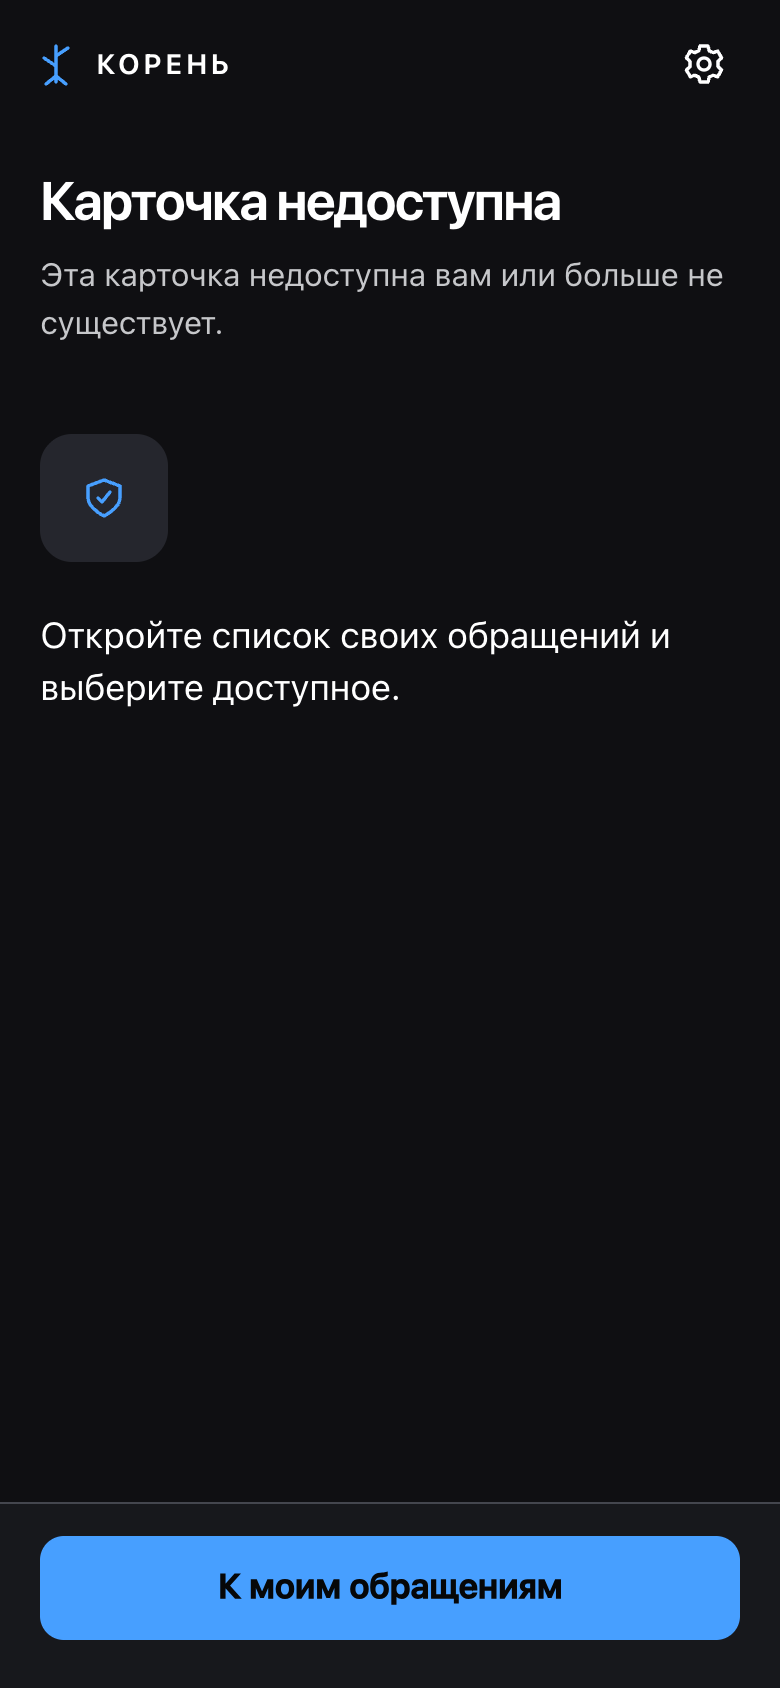 КОРЕНЬ
Карточка недоступна
Эта карточка недоступна вам или больше не
существует.
Откройте список своих обращений и
выберите доступное.
К моим обращениям